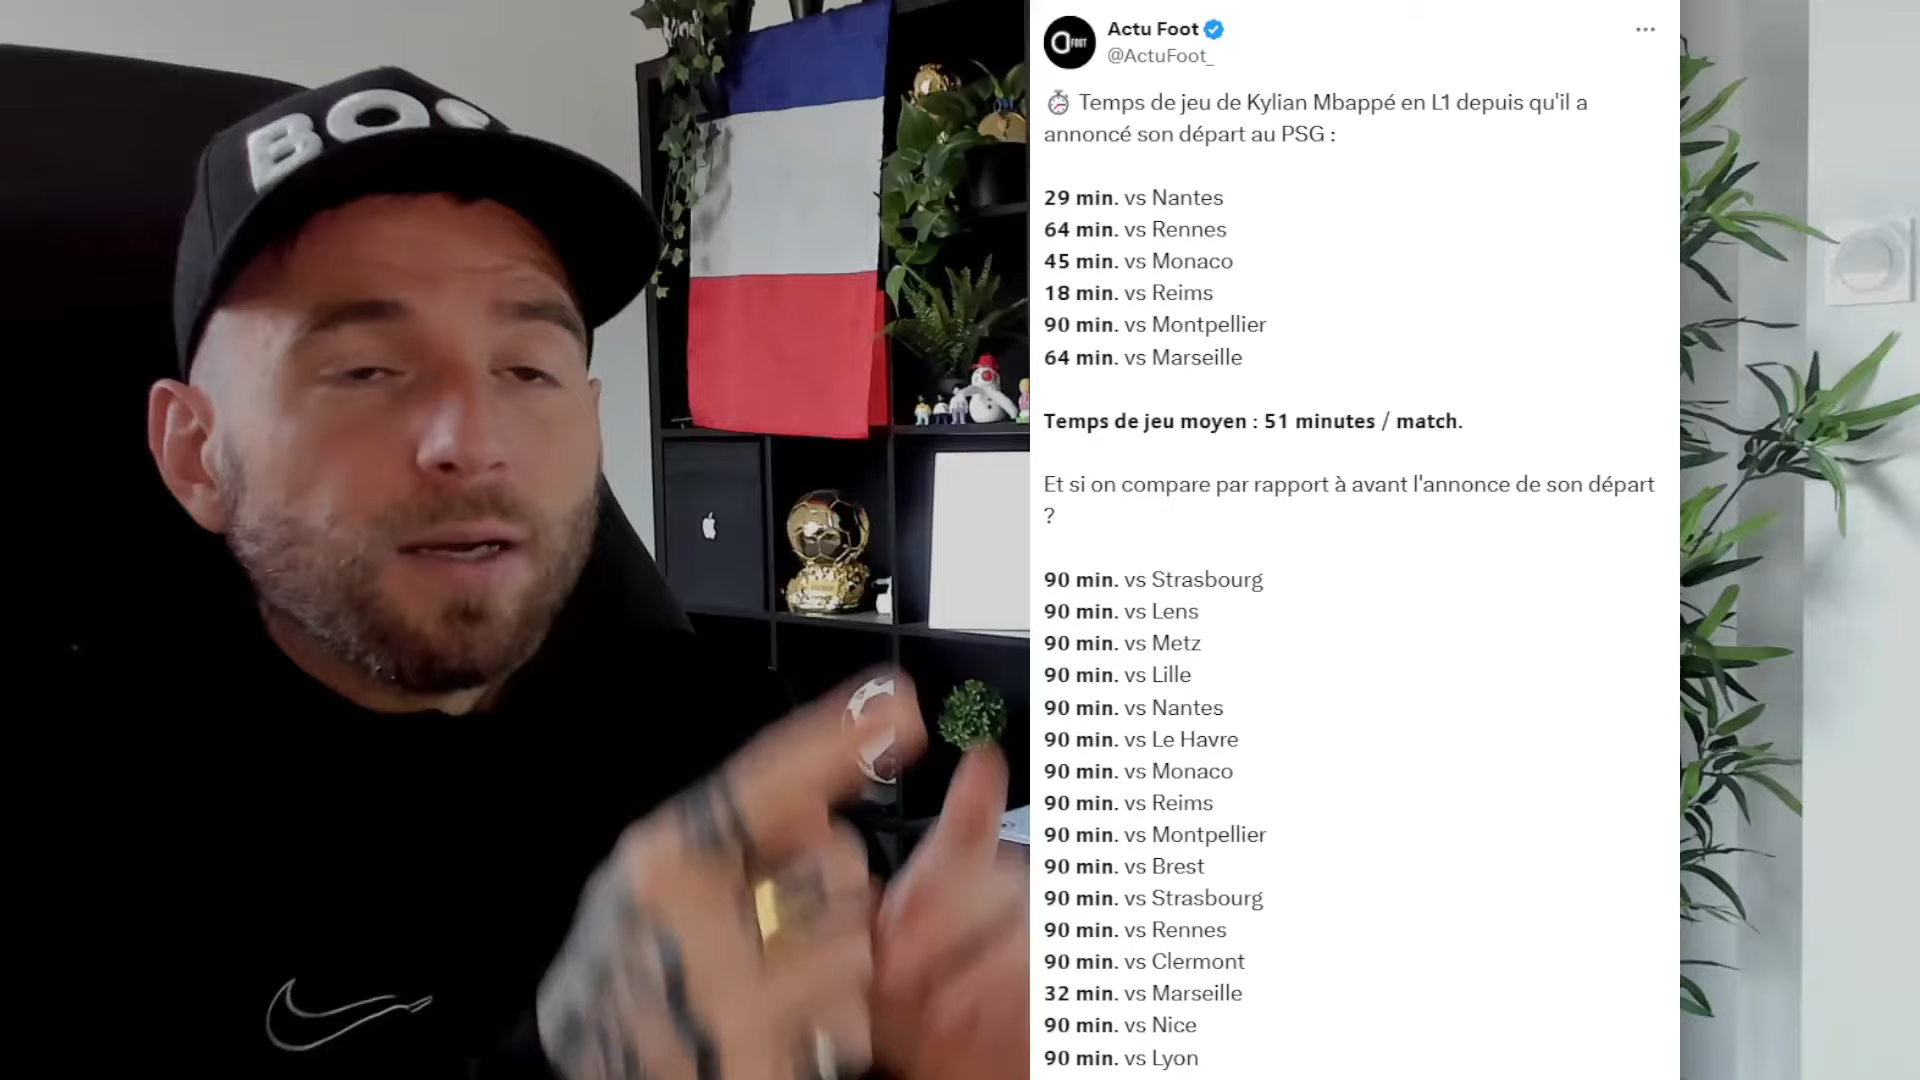 BOS
Actu Foot
@ActuFoot_
Temps de jeu de Kylian Mbappé en L1 depuis qu'il a
annoncé son départ au PSG :
29 min. vs Nantes
64 min. vs Rennes
45 min. vs Monaco
18 min. vs Reims
90 min. vs Montpellier
64 min. vs Marseille
Temps de jeu moyen : 51 minutes / match.
Et si on compare par rapport à avant l'annonce de son départ
?
90 min. vs Strasbourg
90 min. vs Lens
90 min. vs Metz
90 min. vs Lille
90 min. vs Nantes
90 min. vs Le Havre
90 min. vs Monaco
90 min. vs Reims
90 min. vs Montpellier
90 min. vs Brest
90 min. vs Strasbourg
90 min. vs Rennes
90 min. vs Clermont
32 min. vs Marseille
90 min. vs Nice
90 min. vs Lyon